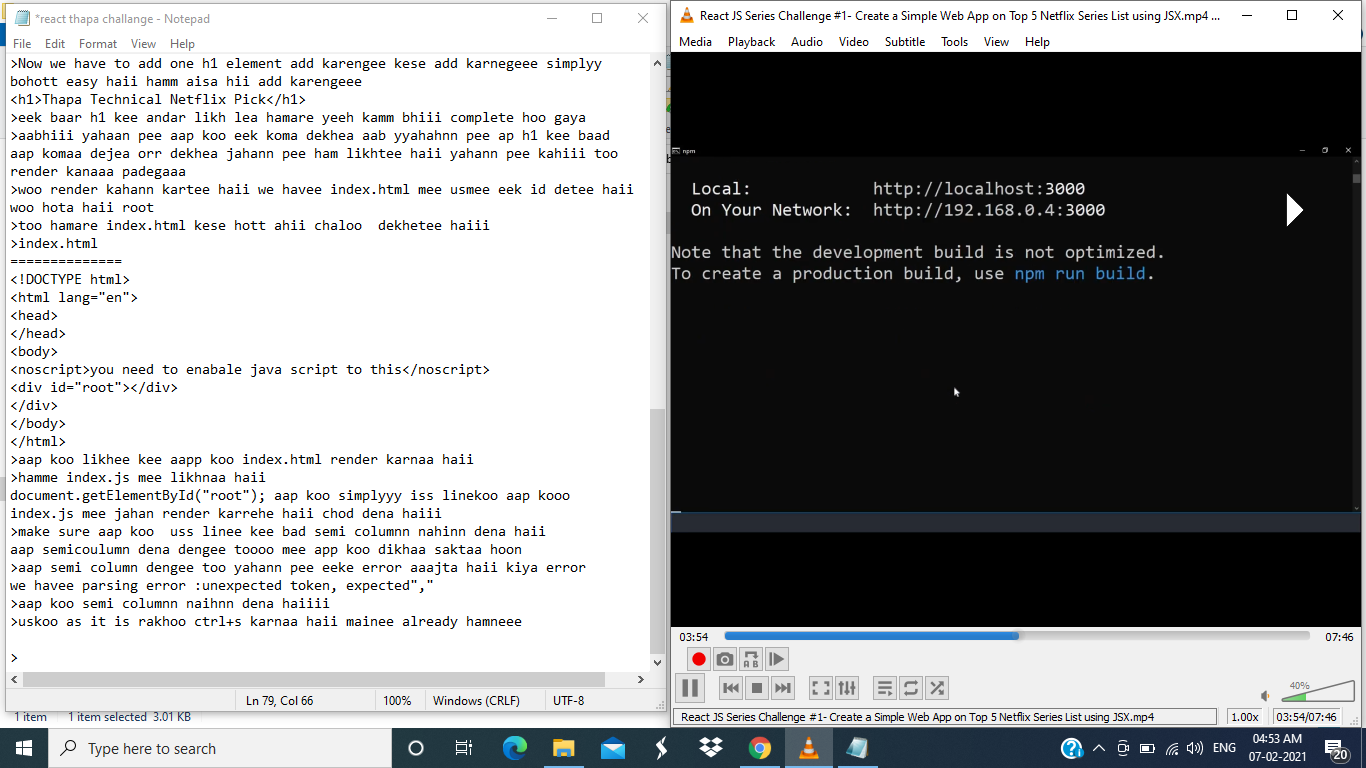 *react thapa challange - Notepad
File Edit Format View Help
>Now we have to add one h1 element add karengee kese add karnegeee simplyy
bohott easy haii hamm aisa hii add karengeee
<h1>Thapa Technical Netflix Pick</h1>
>eek baar h1 kee andar likh lea hamare yeeh kamm bhiii complete hoo gaya
>aabhiii yahaan pee aap koo eek koma dekhea aab yyahahnn pee ap h1 kee baad
aap komaa dejea orr dekhea jahann pee ham likhtee haii yahann pee kahiii too
render kanaaa padegaaa
>woo render kahann kartee haii we havee index.html mee usmee eek id detee haii
woo hota haii root
>too hamare index.html kese hott ahii chaloo  dekhetee haiii
>index.html
==============
<!DOCTYPE html>
<html lang="en">
<head>
</head>
<body>
<noscript>you need to enabale java script to this</noscript>
<div id="root"></div>
</div>
</body>
</html>
>aap koo likhee kee aapp koo index.html render karnaa haii
>hamme index.js mee likhnaa haii
document.getElementById("root"); aap koo simplyyy iss linekoo aap kooo
index.js mee jahan render karrehe haii chod dena haiii
>make sure aap koo  uss linee kee bad semi columnn nahinn dena haii
aap semicoulumn dena dengee toooo mee app koo dikhaa saktaa hoon
>aap semi column dengee too yahann pee eeke error aaajta haii kiya error
we havee parsing error :unexpected token, expected","
>aap koo semi columnn naihnn dena haiiii
>uskoo as it is rakhoo ctrl+s karnaa haii mainee already hamneee
>
Ln 79, Col 66 100% Windows (CRLF) UTF-8
1 item 1 item selected 3.01 KB
React JS Series Challenge #1- Create a Simple Web App on Top 5 Netflix Series List using JSX.mp4 ...
Media Playback Audio Video Subtitle Tools View Help
npm
Local: http://localhost:3000
On Your Network: http://192.168.0.4:3000
Note that the development build is not optimized.
To create a production build, use npm run build.
03:54 07:46
A B
40%
React JS Series Challenge #1- Create a Simple Web App on Top 5 Netflix Series List using JSX.mp4 1.00x 03:54/07:46
Type here to search
ENG
04:53 AM
07-02-2021
20